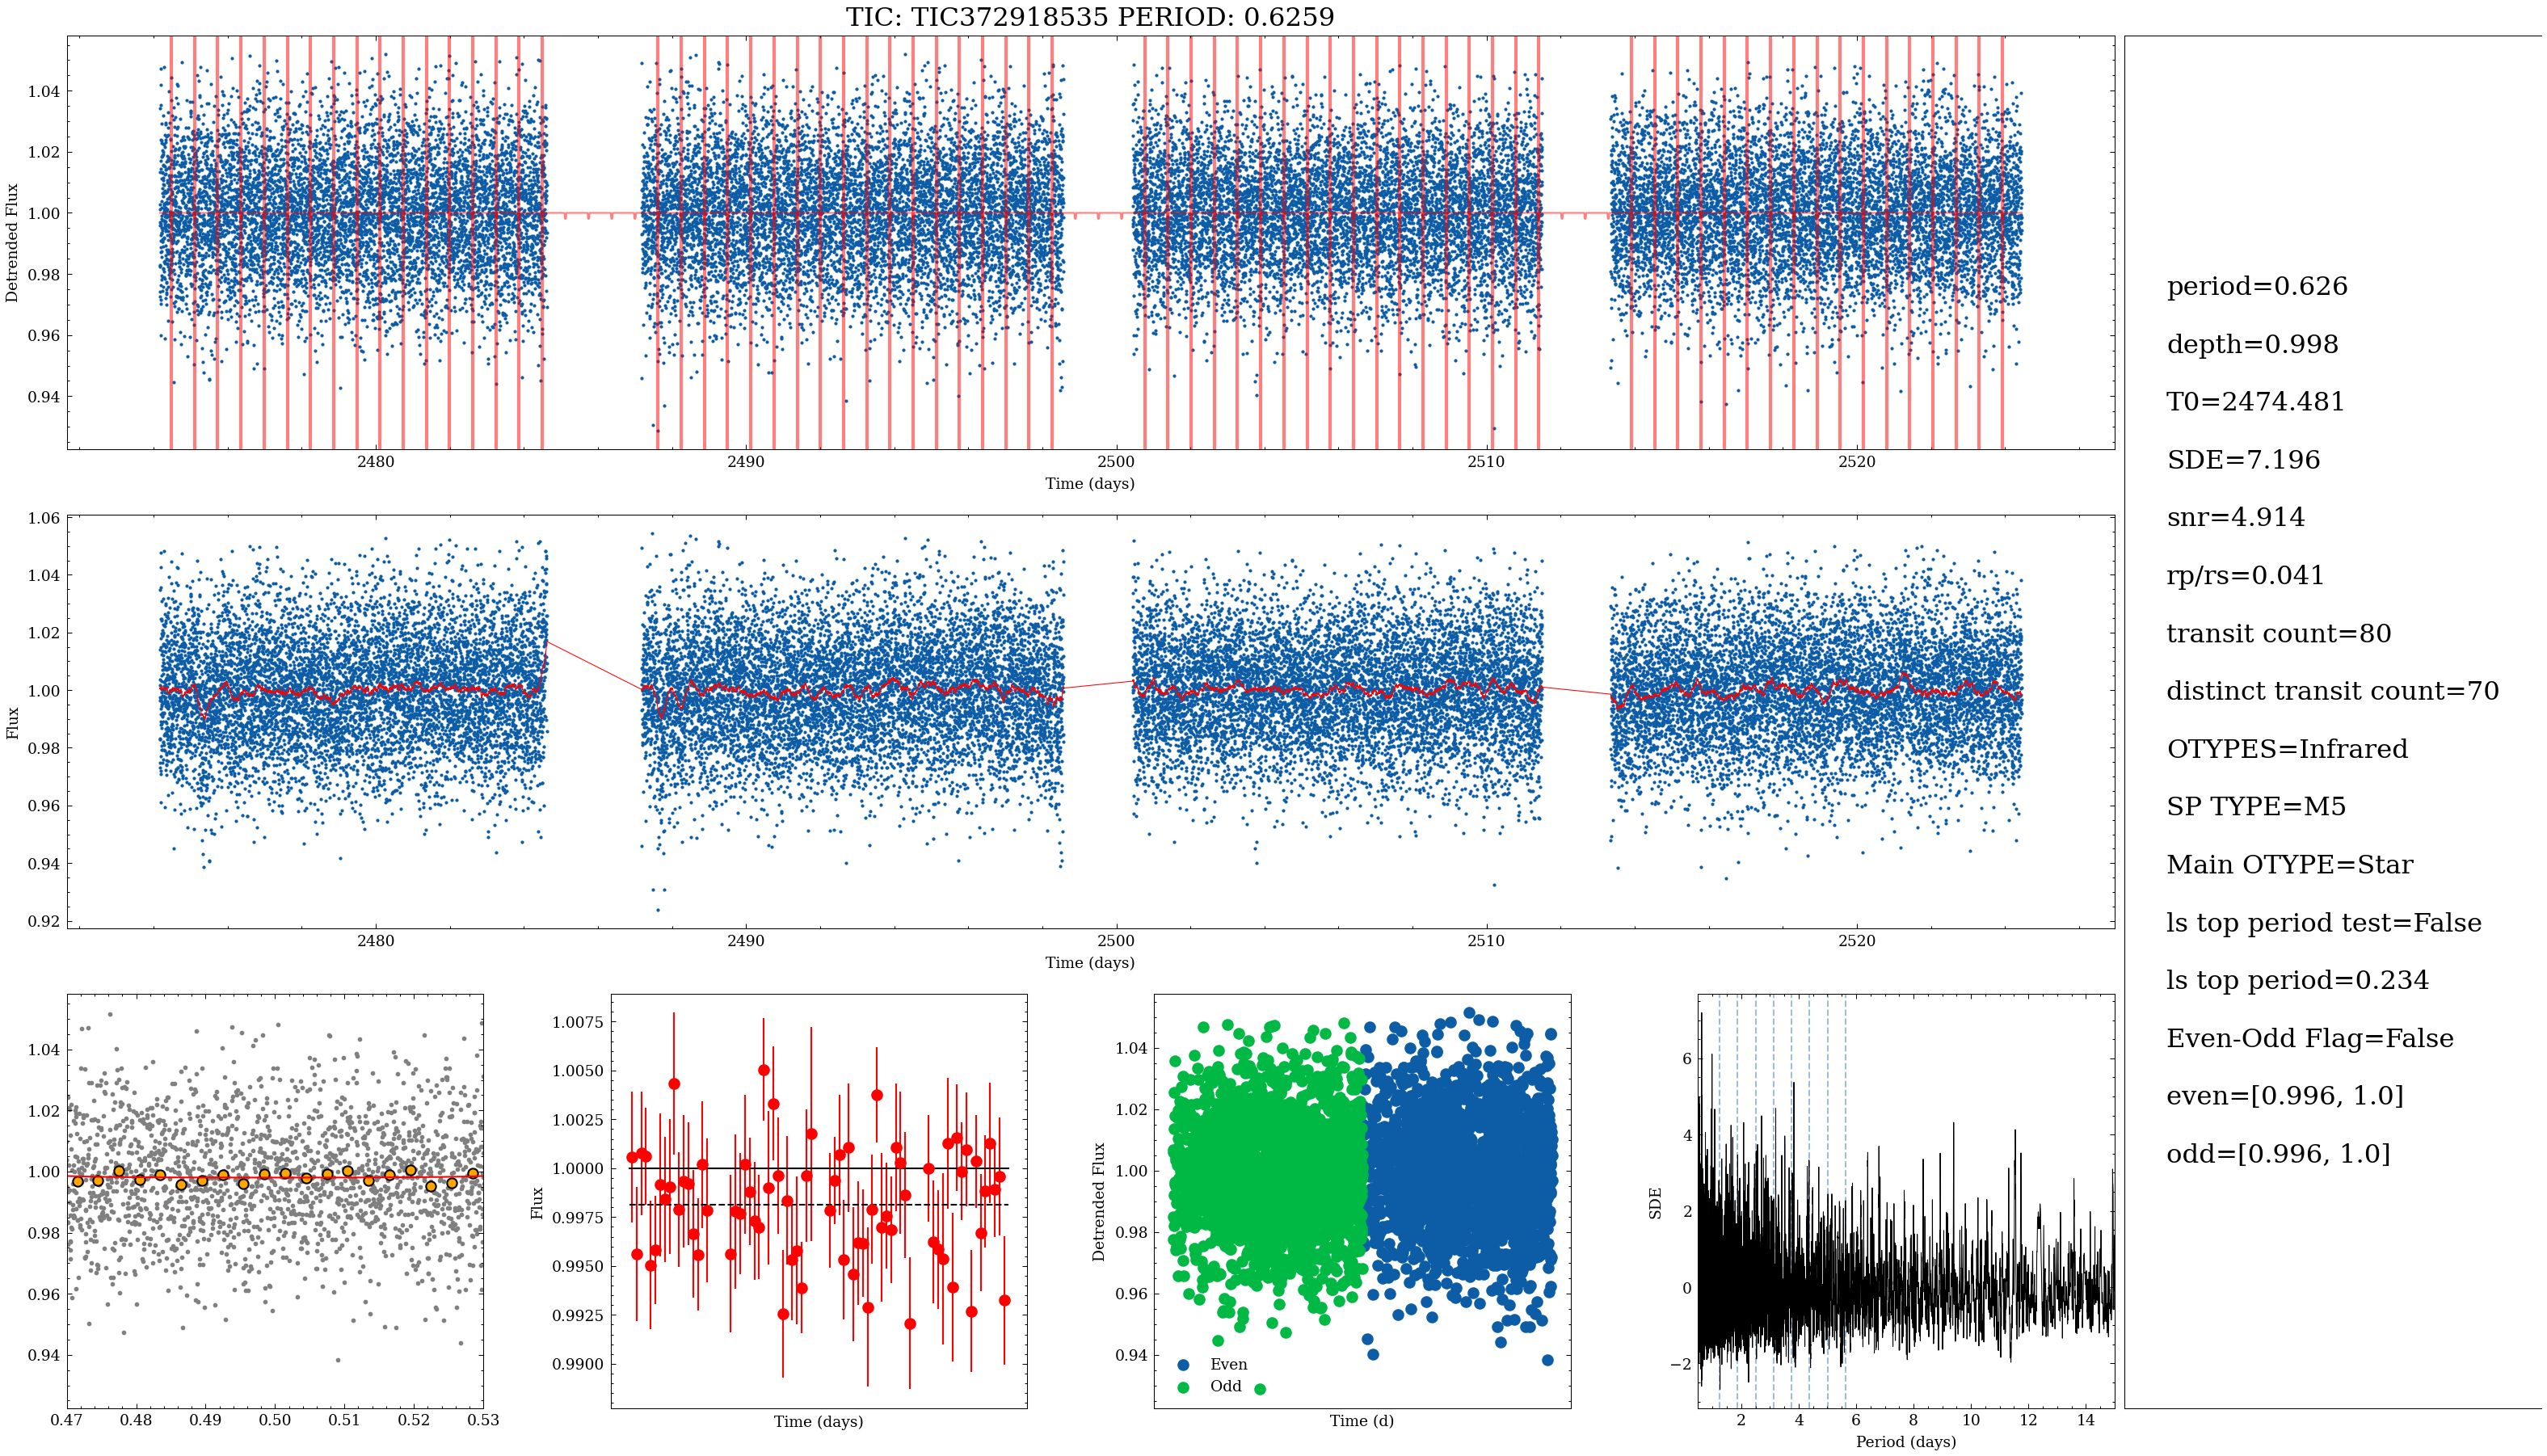 TIC: TIC372918535 PERIOD: 0.6259
Detrended Flux
1.04
1.02
1.00
0.98
0.96
0.94
2480 2490 2500 2510 2520
Time (days)
Flux
1.06
1.04
1.02
1.00
0.98
0.96
0.94
0.92
2480 2490 2500 2510 2520
Time (days)
1.04
1.02
1.00
0.98
0.96
0.94
0.47 0.48 0.49 0.50 0.51 0.52 0.53
Flux
1.0075
1.0050
1.0025
1.0000
0.9975
0.9950
0.9925
0.9900
Time (days)
Detrended Flux
1.04
1.02
1.00
0.98
0.96
0.94
Even
Odd
Time (d)
SDE
6
4
2
0
−2
2 4 6 8 10 12 14
Period (days)
period=0.626
depth=0.998
T0=2474.481
SDE=7.196
snr=4.914
rp/rs=0.041
transit count=80
distinct transit count=70
OTYPES=Infrared
SP TYPE=M5
Main OTYPE=Star
ls top period test=False
ls top period=0.234
Even-Odd Flag=False
even=[0.996, 1.0]
odd=[0.996, 1.0]